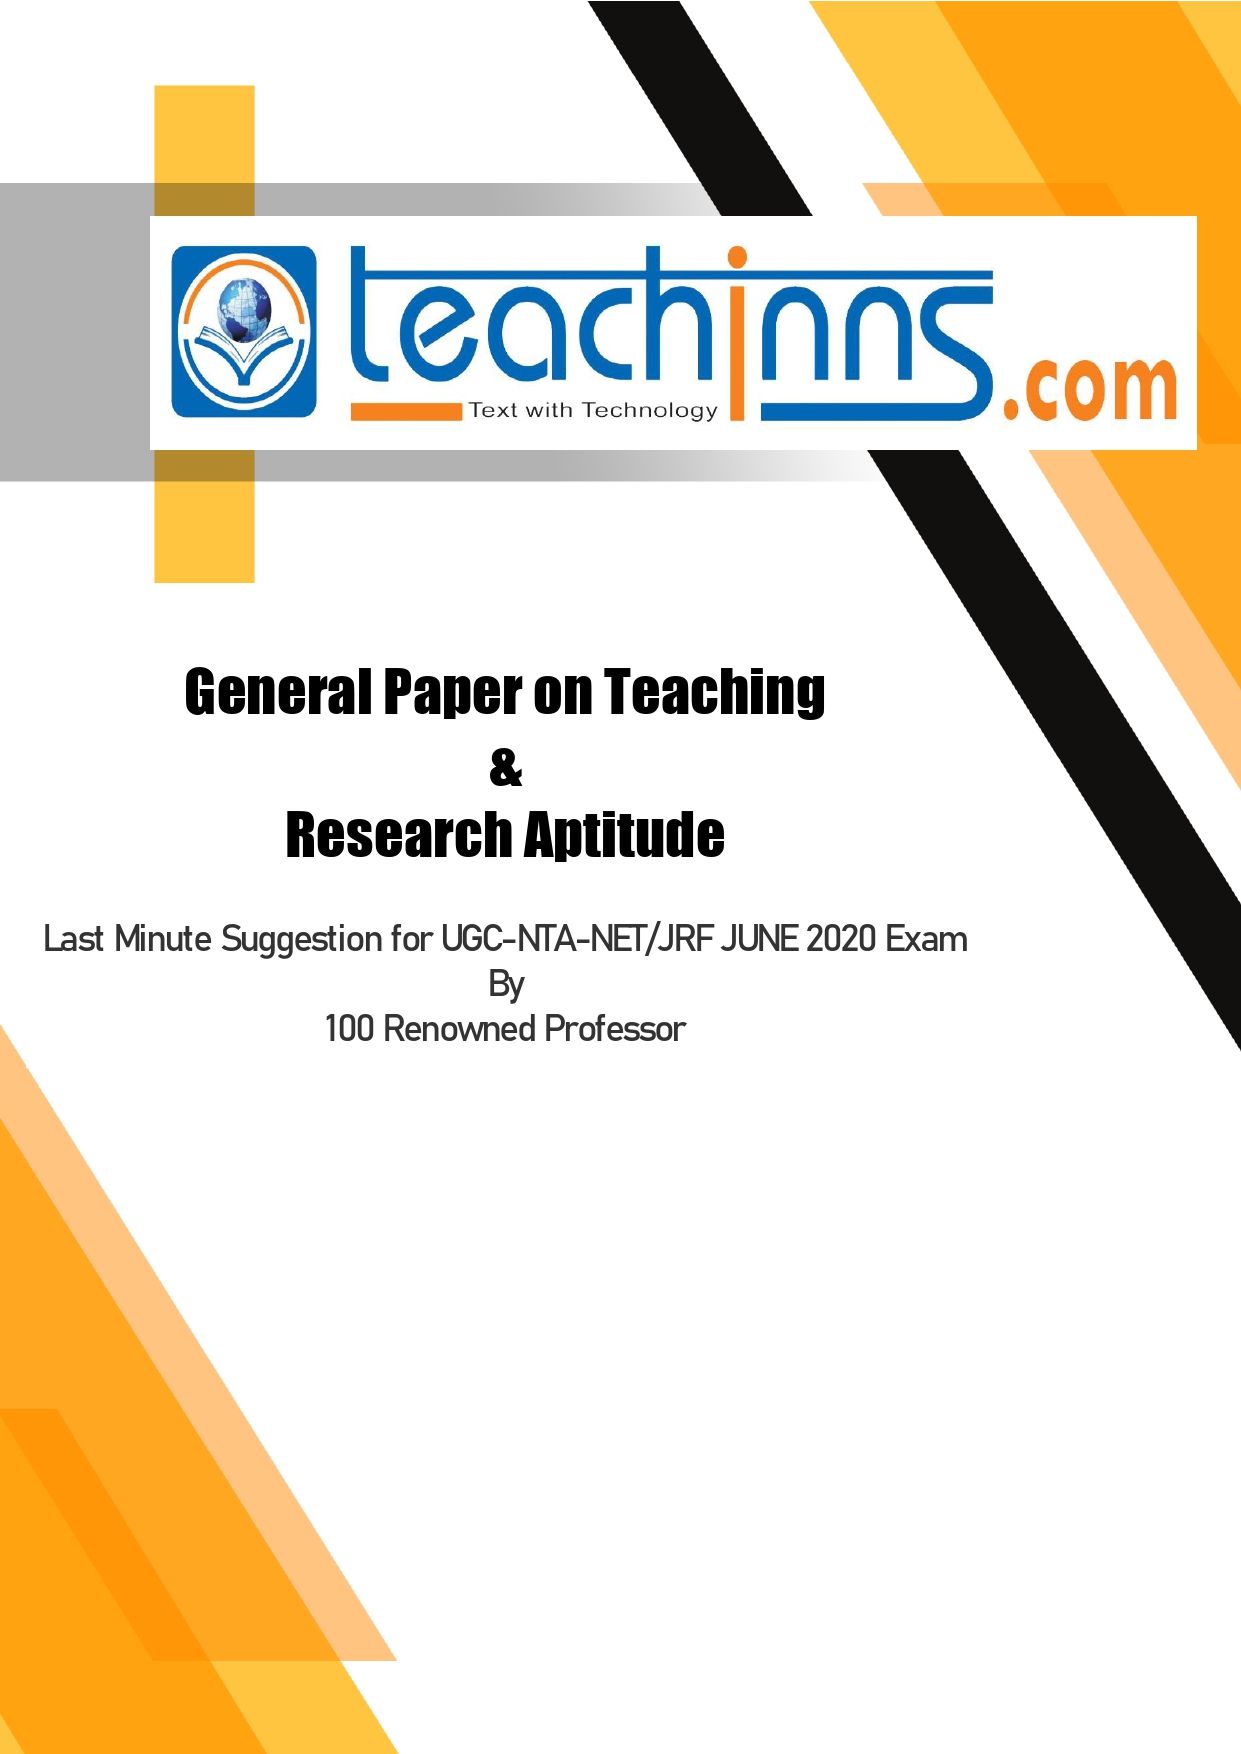 teachinns.com
Text with Technology
General Paper on Teaching
&
Research Aptitude
Last Minute Suggestion for UGC-NTA-NET/JRF JUNE 2020 Exam
By
100 Renowned Professor